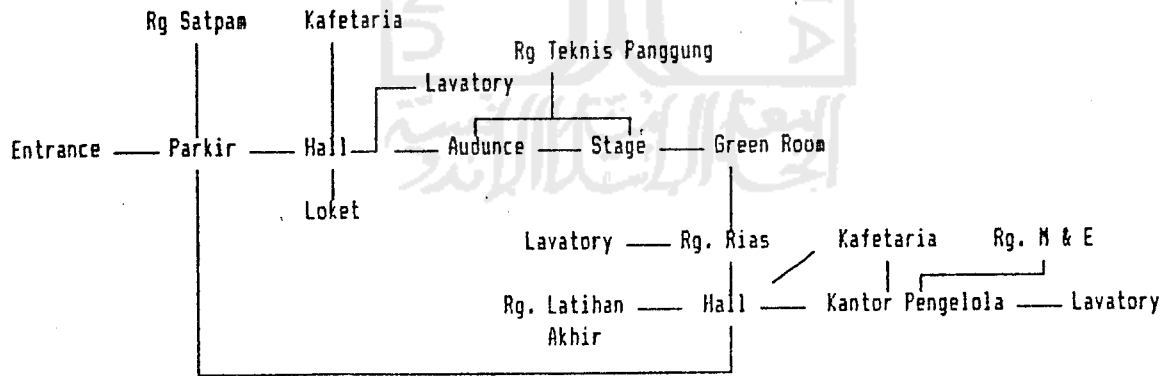 Rg Satpam Kafetaria
Rg Teknis Panggung
Lavatory
Entrance Parkir Hall Audunce Stage Green Room
Loket
Lavatory Rg. Rias Kafetaria Rg. M & E
Rg. Latihan Hall Kantor Pengelola Lavatory
Akhir